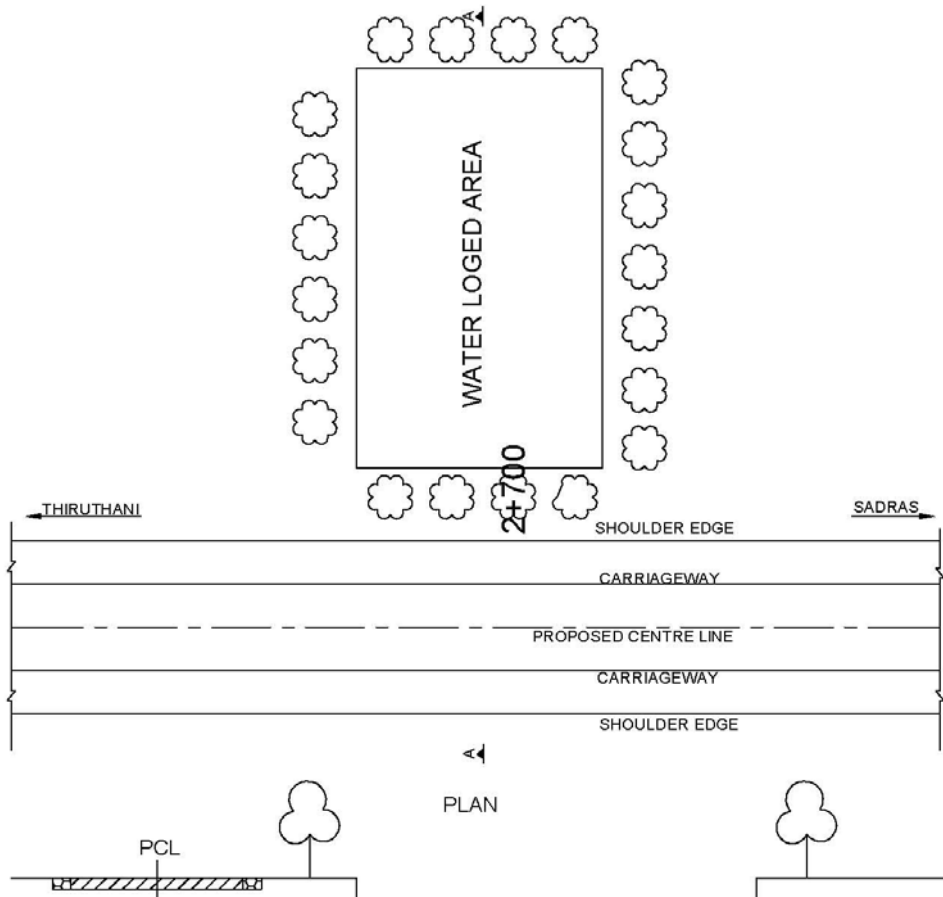 A
WATER LOGED AREA
2+700
THIRUTHANI
SADRAS
SHOULDER EDGE
CARRIAGEWAY
PROPOSED CENTRE LINE
CARRIAGEWAY
SHOULDER EDGE
A
PLAN
PCL